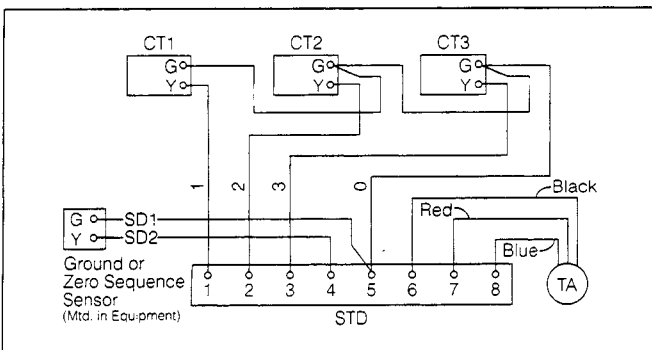 CT1 CT2 CT3
G G G
Y Y Y
1 2 3 0
Black
Red
G SD1
Blue
Y SD2
TA
Ground or
Zero Sequence
Sensor
(Mtd. in Equipment)
1 2 3 4 5 6 7 8
STD